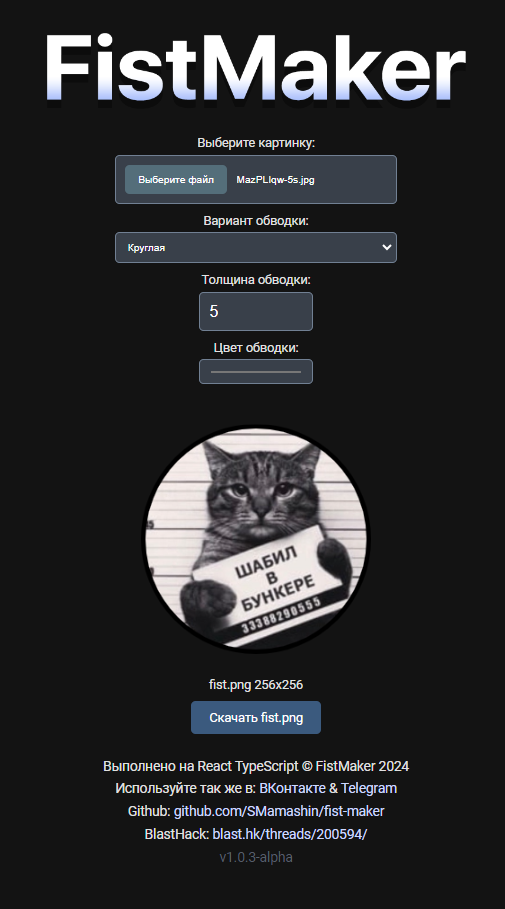 FistMaker
Выберите картинку:
Выберите файл MazPLIqw-5s.jpg
Вариант обводки:
Круглая
Толщина обводки:
5
Цвет обводки:
ШАБИЛ
В
БУНКЕРЕ
33388290555
fist.png 256x256
Скачать fist.png
Выполнено на React TypeScript © FistMaker 2024
Используйте так же в: ВКонтакте & Telegram
Github: github.com/SMamashin/fist-maker
BlastHack: blast.hk/threads/200594/
v1.0.3-alpha